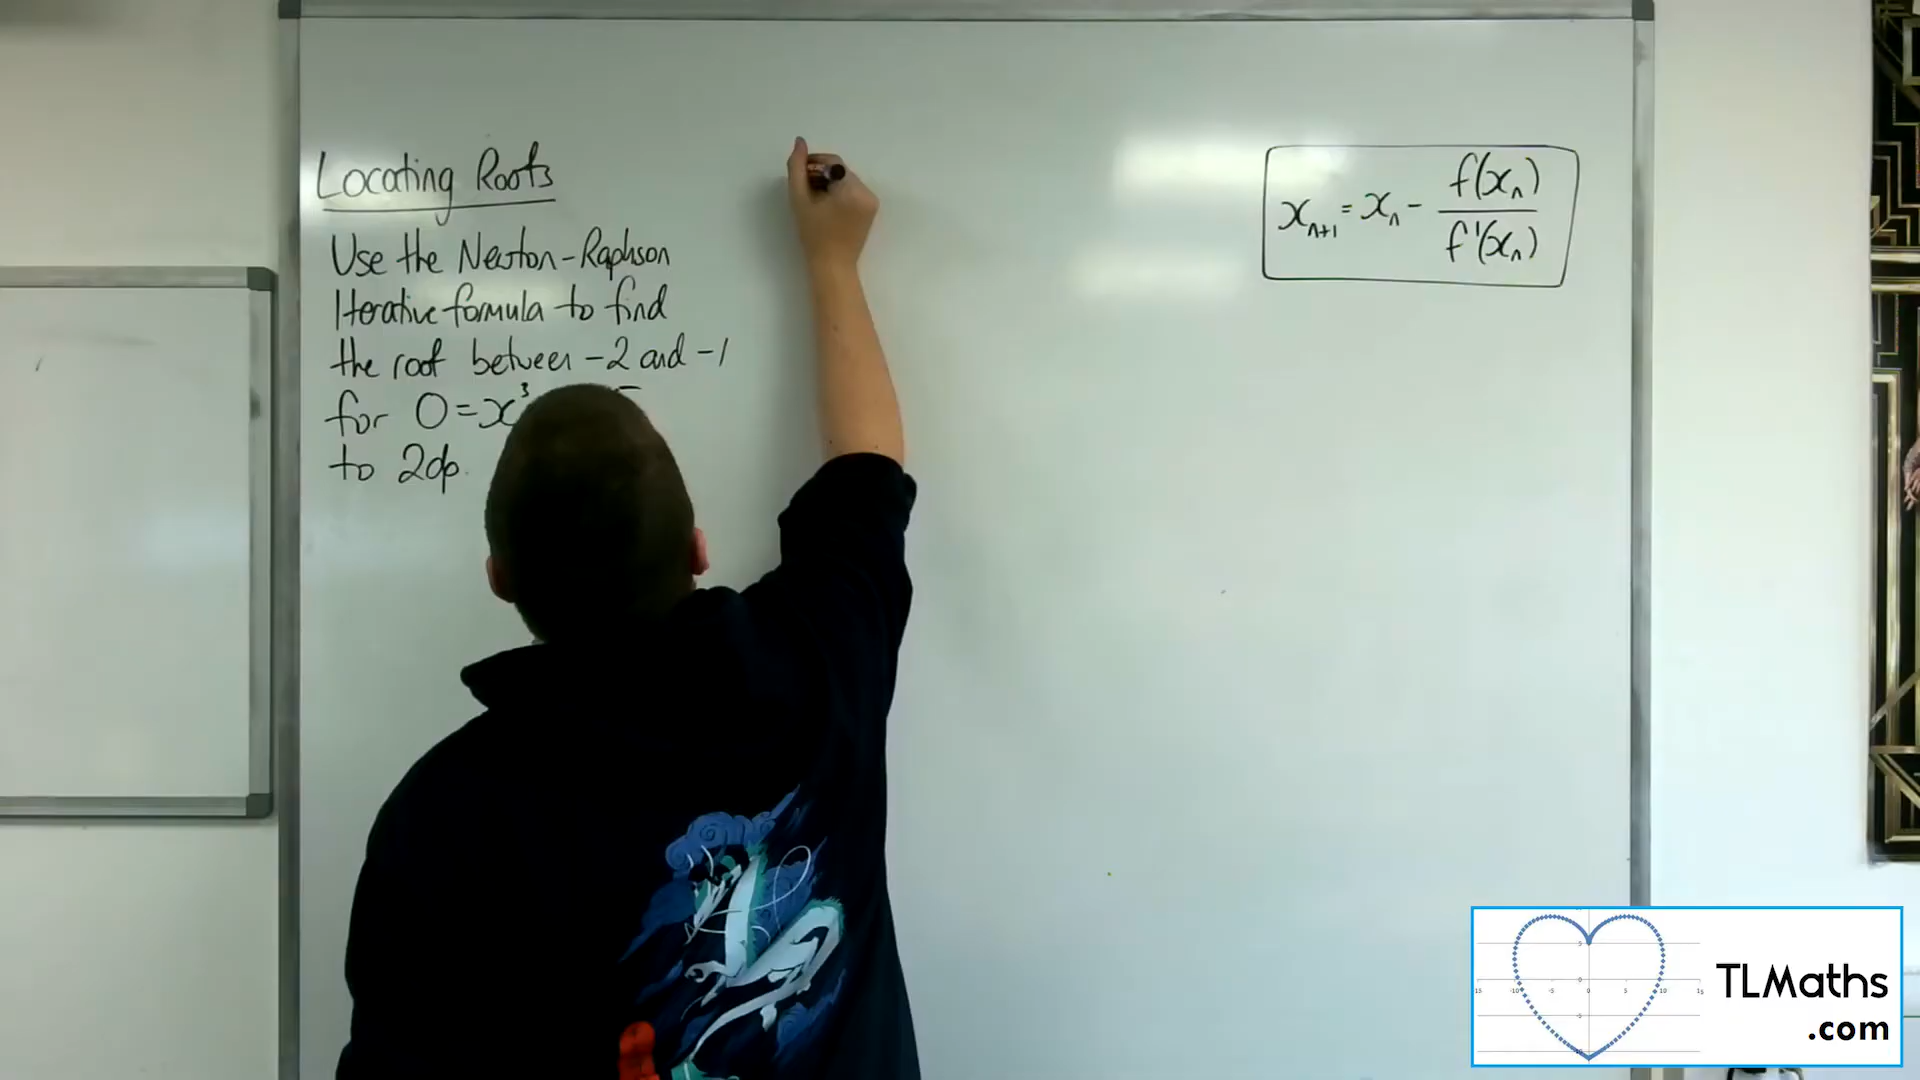 Locating Roots
Use the Newton-Raphson
Iterative formula to find
the root between -2 and -1
for 0=x³
to 2dp.
xₙ₊₁ = xₙ - f(xₙ)/f'(xₙ)
TLMaths
.com